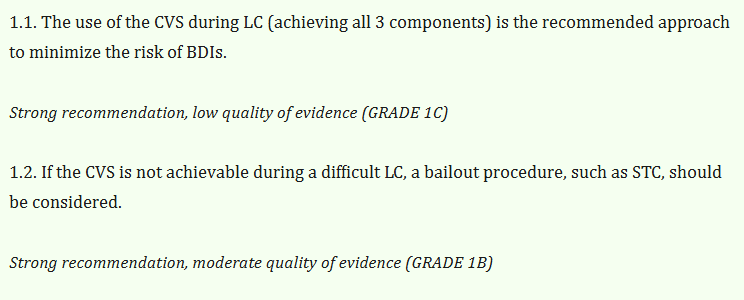 1.1. The use of the CVS during LC (achieving all 3 components) is the recommended approach
to minimize the risk of BDIs.
Strong recommendation, low quality of evidence (GRADE 1C)
1.2. If the CVS is not achievable during a difficult LC, a bailout procedure, such as STC, should
be considered.
Strong recommendation, moderate quality of evidence (GRADE 1B)